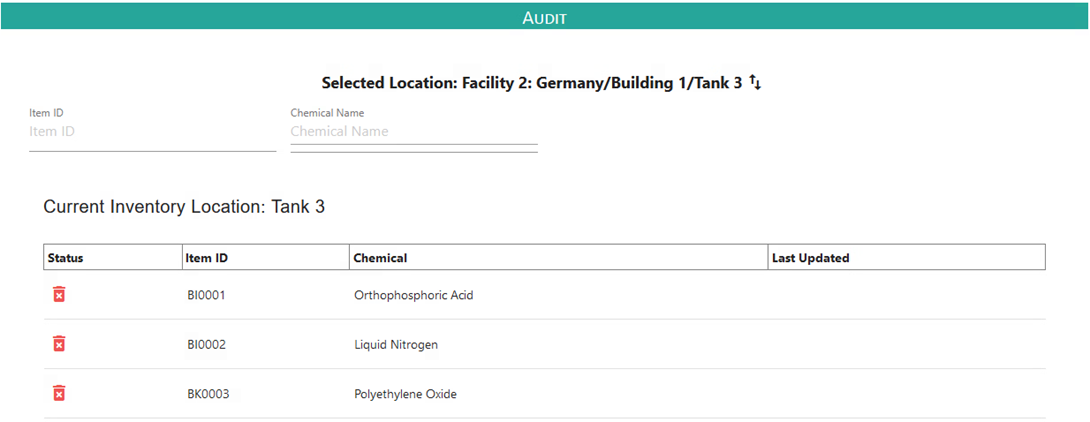 Audit
Selected Location: Facility 2: Germany/Building 1/Tank 3
Item ID Chemical Name
Item ID Chemical Name
Current Inventory Location: Tank 3
Status Item ID Chemical Last Updated
BI0001 Orthophosphoric Acid
BI0002 Liquid Nitrogen
BK0003 Polyethylene Oxide